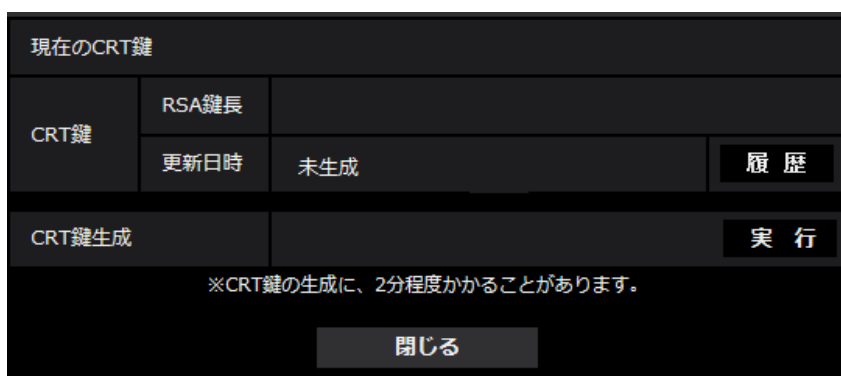 現在のCRT鍵
CRT鍵
RSA鍵長
更新日時
未生成
履 歴
CRT鍵生成
実 行
※CRT鍵の生成に、2分程度かかることがあります。
閉じる